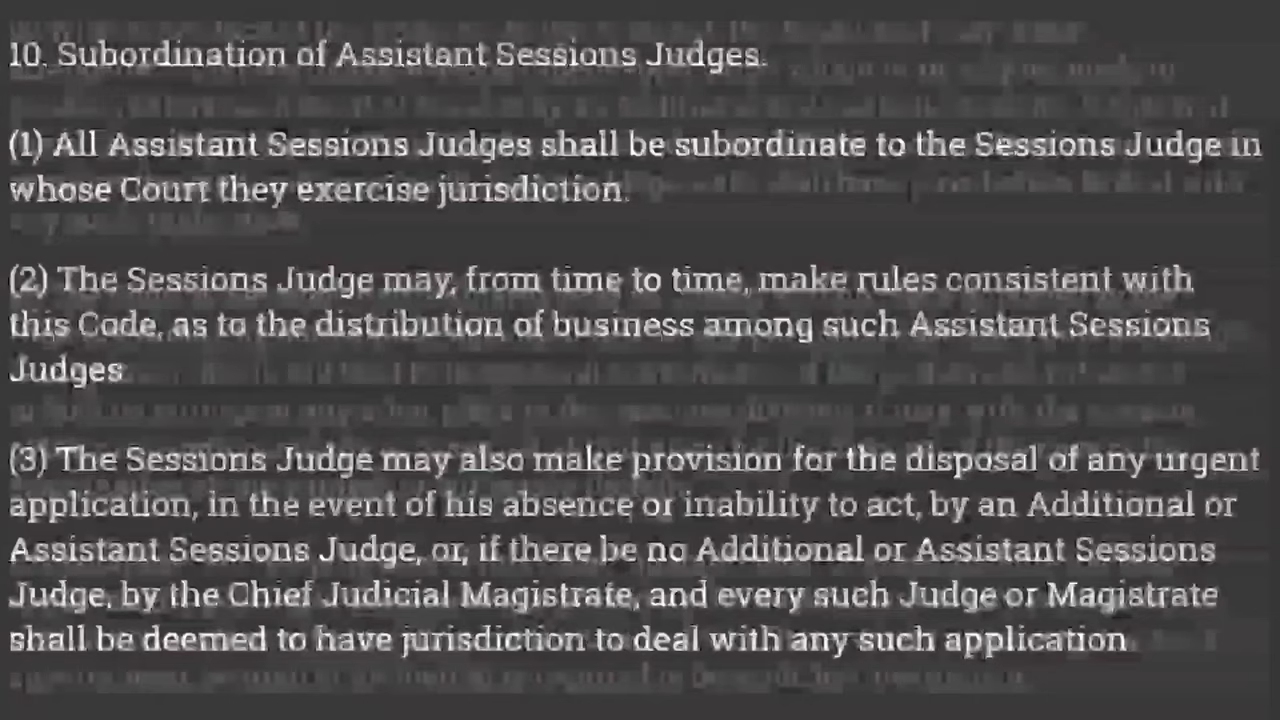 10. Subordination of Assistant Sessions Judges.
(1) All Assistant Sessions Judges shall be subordinate to the Sessions Judge in
whose Court they exercise jurisdiction.
(2) The Sessions Judge may, from time to time, make rules consistent with
this Code, as to the distribution of business among such Assistant Sessions
Judges
(3) The Sessions Judge may also make provision for the disposal of any urgent
application, in the event of his absence or inability to act, by an Additional or
Assistant Sessions Judge, or, if there be no Additional or Assistant Sessions
Judge, by the Chief Judicial Magistrate, and every such Judge or Magistrate
shall be deemed to have jurisdiction to deal with any such application.